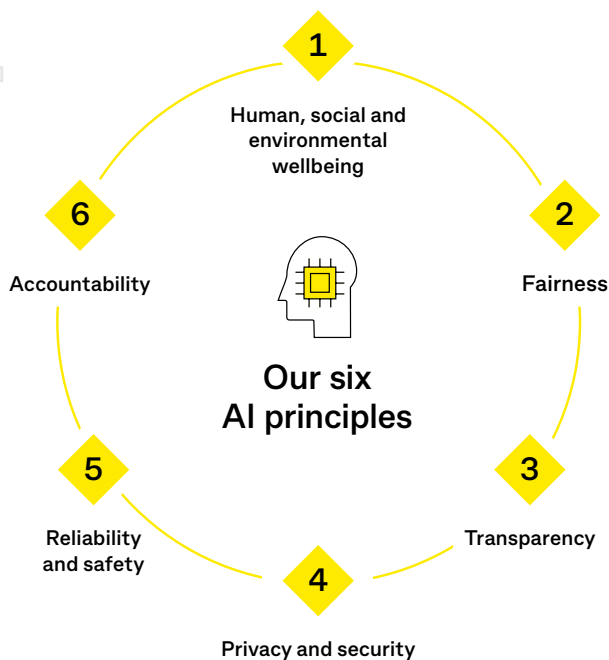 1
Human, social and
environmental
wellbeing
6
2
Accountability
Fairness
Our six
AI principles
5
3
Reliability
and safety
Transparency
4
Privacy and security